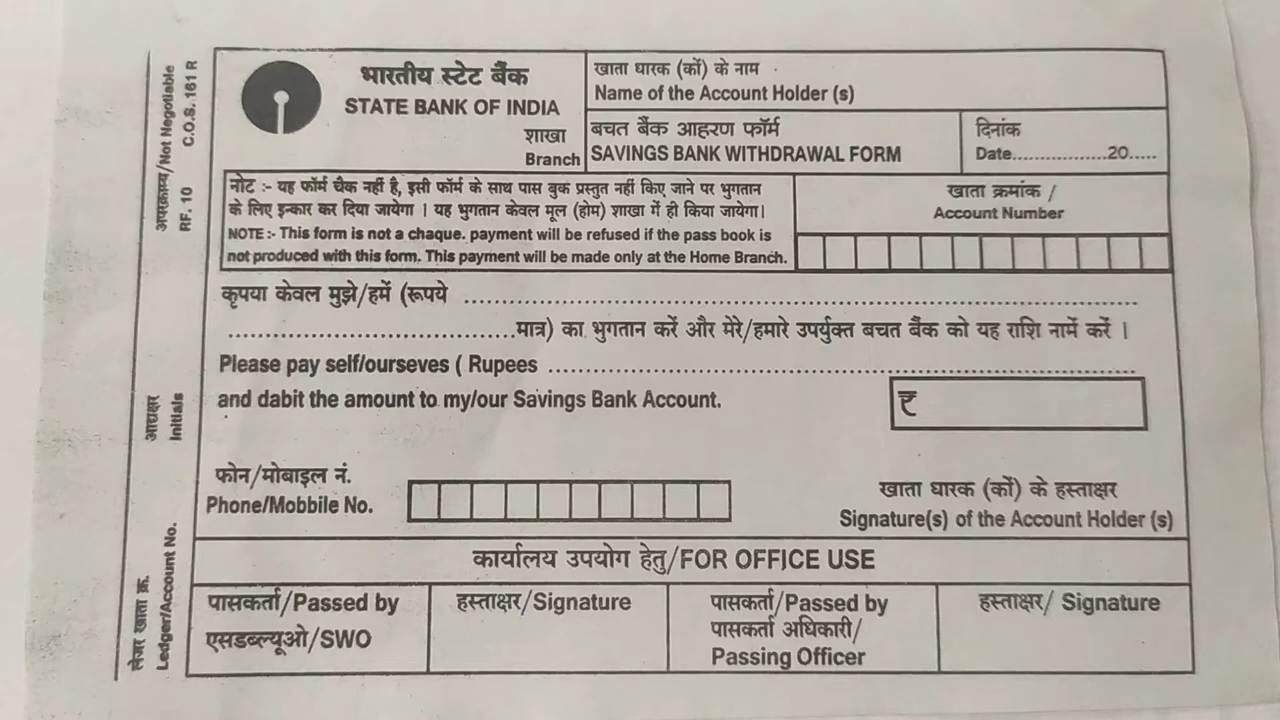 अपरक्राम्य/Not Negotiable
RF. 10 C.O.S. 161 R
आद्यक्षर
Initials
लेजर खाता क्र.
Ledger/Account No.
भारतीय स्टेट बैंक
STATE BANK OF INDIA
शाखा
Branch
खाता धारक (कों) के नाम
Name of the Account Holder (s)
बचत बैंक आहरण फॉर्म
SAVINGS BANK WITHDRAWAL FORM
दिनांक
Date..................20.....
नोट :- यह फॉर्म चैक नहीं है, इसी फॉर्म के साथ पास बुक प्रस्तुत नहीं किए जाने पर भुगतान
के लिए इन्कार कर दिया जायेगा । यह भुगतान केवल मूल (होम) शाखा में ही किया जायेगा।
NOTE :- This form is not a chaque. payment will be refused if the pass book is
not produced with this form. This payment will be made only at the Home Branch.
खाता क्रमांक /
Account Number
कृपया केवल मुझे/हमें (रूपये ........................................................................
..............................मात्र) का भुगतान करें और मेरे/हमारे उपर्युक्त बचत बैंक को यह राशि नामें करें ।
Please pay self/ourseves ( Rupees ...............................................................
and dabit the amount to my/our Savings Bank Account.
₹
फोन/मोबाइल नं.
Phone/Mobbile No.
खाता धारक (कों) के हस्ताक्षर
Signature(s) of the Account Holder (s)
कार्यालय उपयोग हेतु/FOR OFFICE USE
पासकर्ता/Passed by
एसडब्ल्यूओ/SWO
हस्ताक्षर/Signature
पासकर्ता/Passed by
पासकर्ता अधिकारी/
Passing Officer
हस्ताक्षर/ Signature